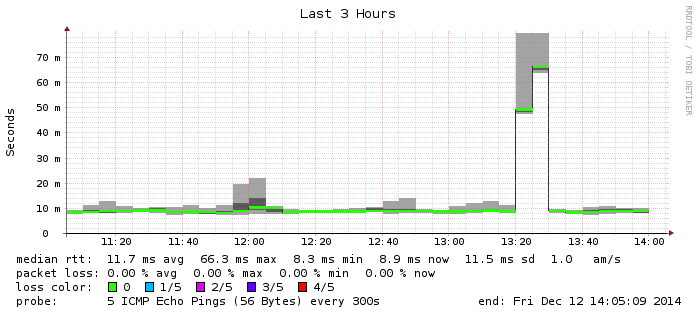 Last 3 Hours
RRDTOOL / TOBI OETIKER
Seconds
70 m
60 m
50 m
40 m
30 m
20 m
10 m
0
11:20 11:40 12:00 12:20 12:40 13:00 13:20 13:40 14:00
median rtt: 11.7 ms avg 66.3 ms max 8.3 ms min 8.9 ms now 11.5 ms sd 1.0 am/s
packet loss: 0.00 % avg 0.00 % max 0.00 % min 0.00 % now
loss color: 0 1/5 2/5 3/5 4/5
probe: 5 ICMP Echo Pings (56 Bytes) every 300s end: Fri Dec 12 14:05:09 2014